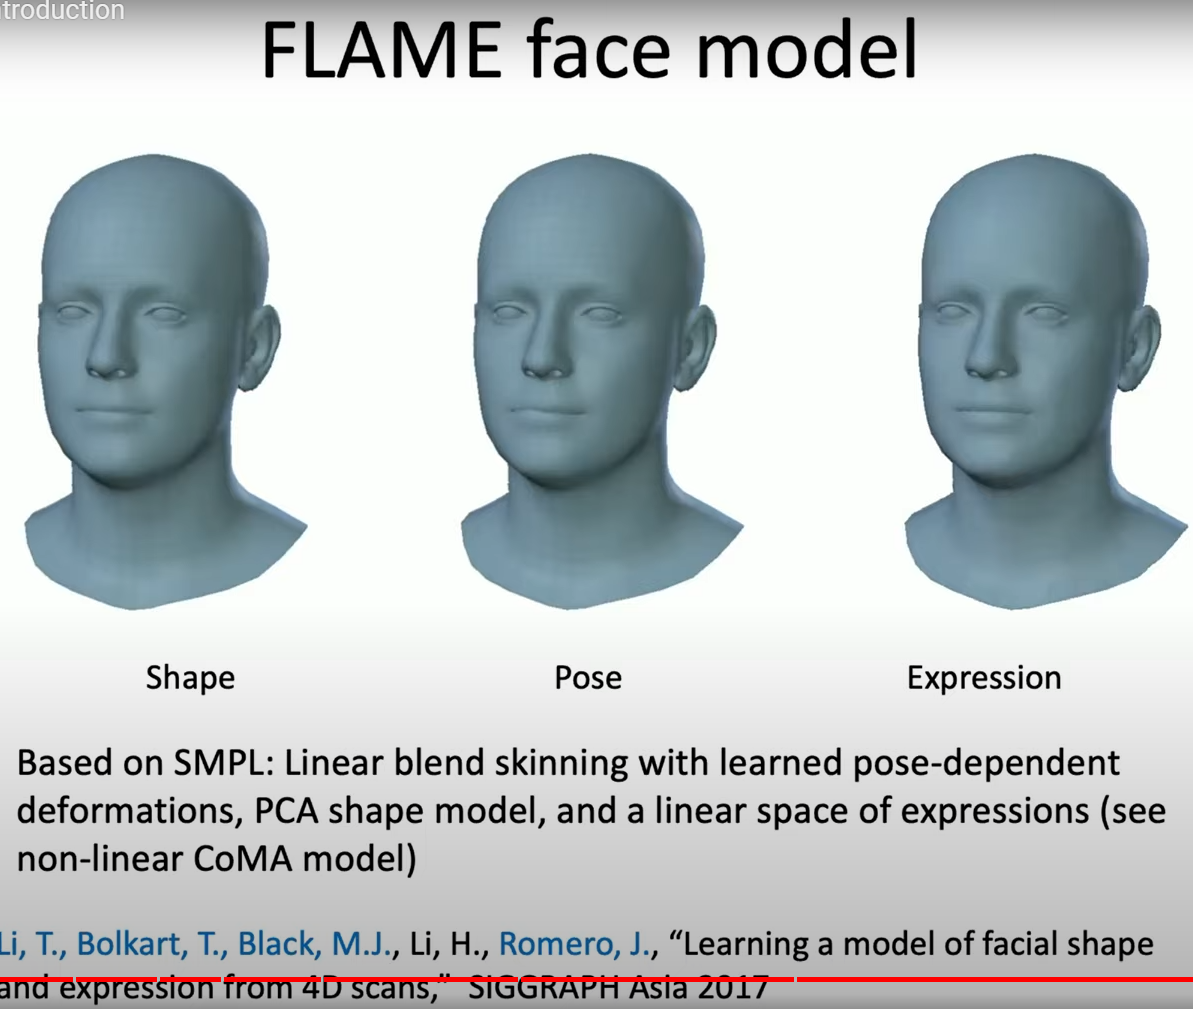 troduction
FLAME face model
Shape Pose Expression
Based on SMPL: Linear blend skinning with learned pose-dependent
deformations, PCA shape model, and a linear space of expressions (see
non-linear CoMA model)
Li, T., Bolkart, T., Black, M.J., Li, H., Romero, J., “Learning a model of facial shape
and expression from 4D scans,” SIGGRAPH Asia 2017